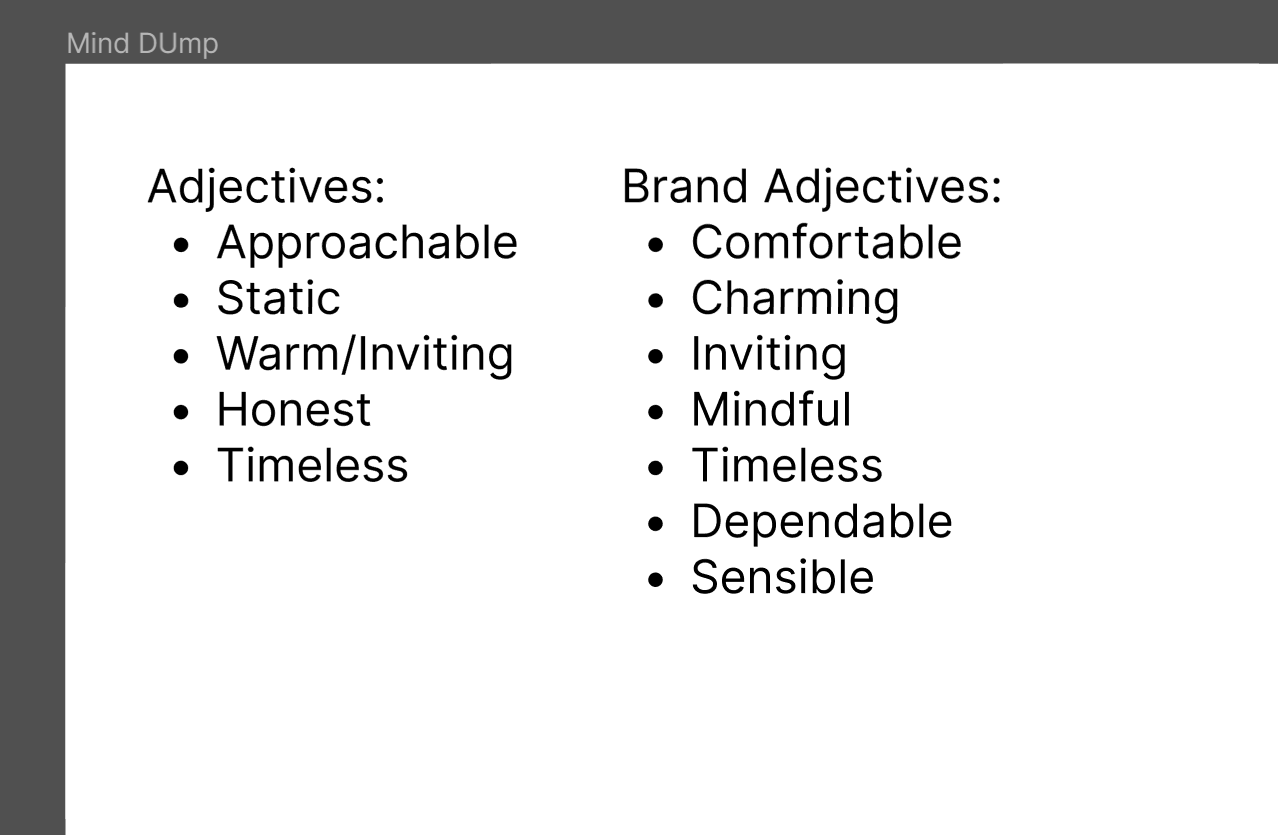 Mind DUmp
Adjectives:
• Approachable
• Static
• Warm/Inviting
• Honest
• Timeless
Brand Adjectives:
• Comfortable
• Charming
• Inviting
• Mindful
• Timeless
• Dependable
• Sensible